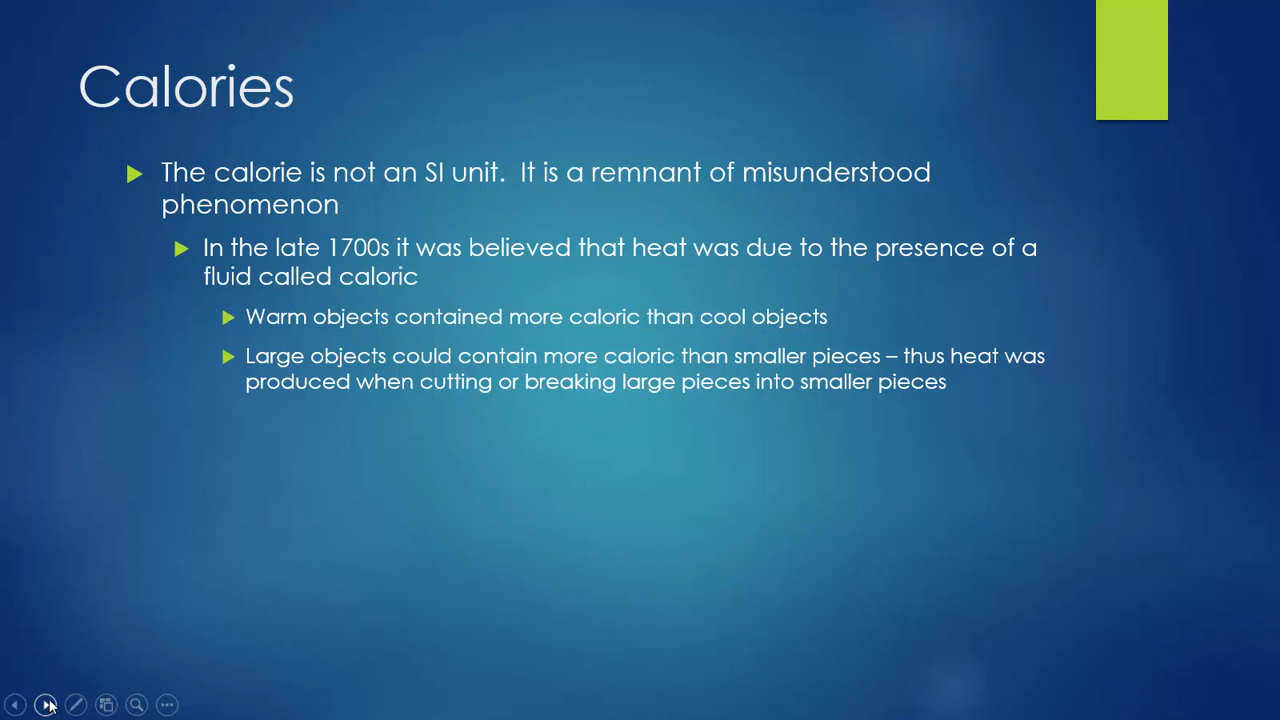 Calories
The calorie is not an SI unit.  It is a remnant of misunderstood
phenomenon
In the late 1700s it was believed that heat was due to the presence of a
fluid called caloric
Warm objects contained more caloric than cool objects
Large objects could contain more caloric than smaller pieces – thus heat was
produced when cutting or breaking large pieces into smaller pieces